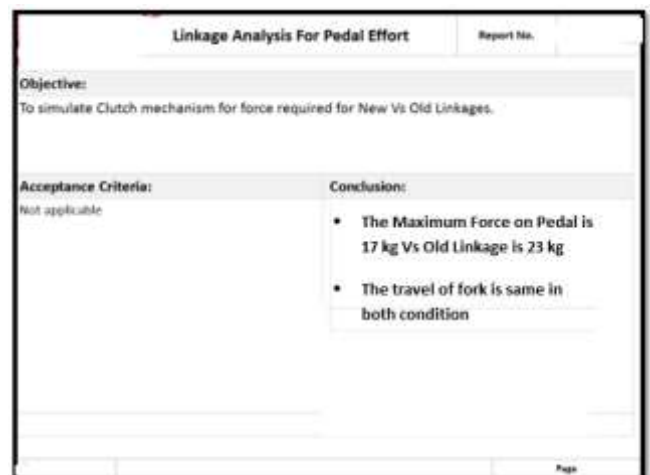 Linkage Analysis For Pedal Effort
Report No.
Objective:
To simulate Clutch mechanism for force required for New Vs Old Linkages.
Acceptance Criteria:
Not applicable
Conclusion:
• The Maximum Force on Pedal is
17 kg Vs Old Linkage is 23 kg
• The travel of fork is same in
both condition
Page